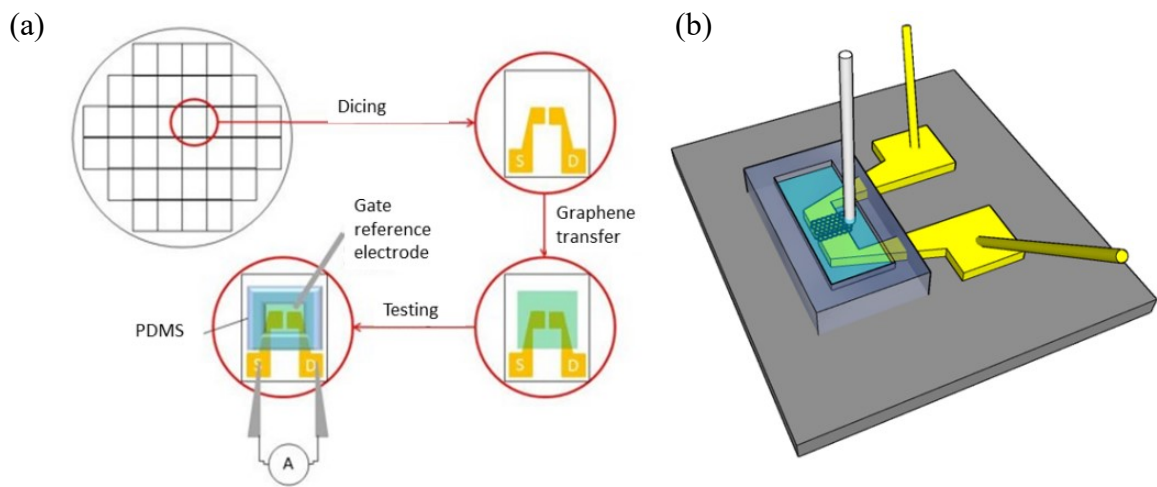 (a)
(b)
Dicing
S D
Gate
reference
electrode
Graphene
transfer
PDMS
Testing
S D
S D
A